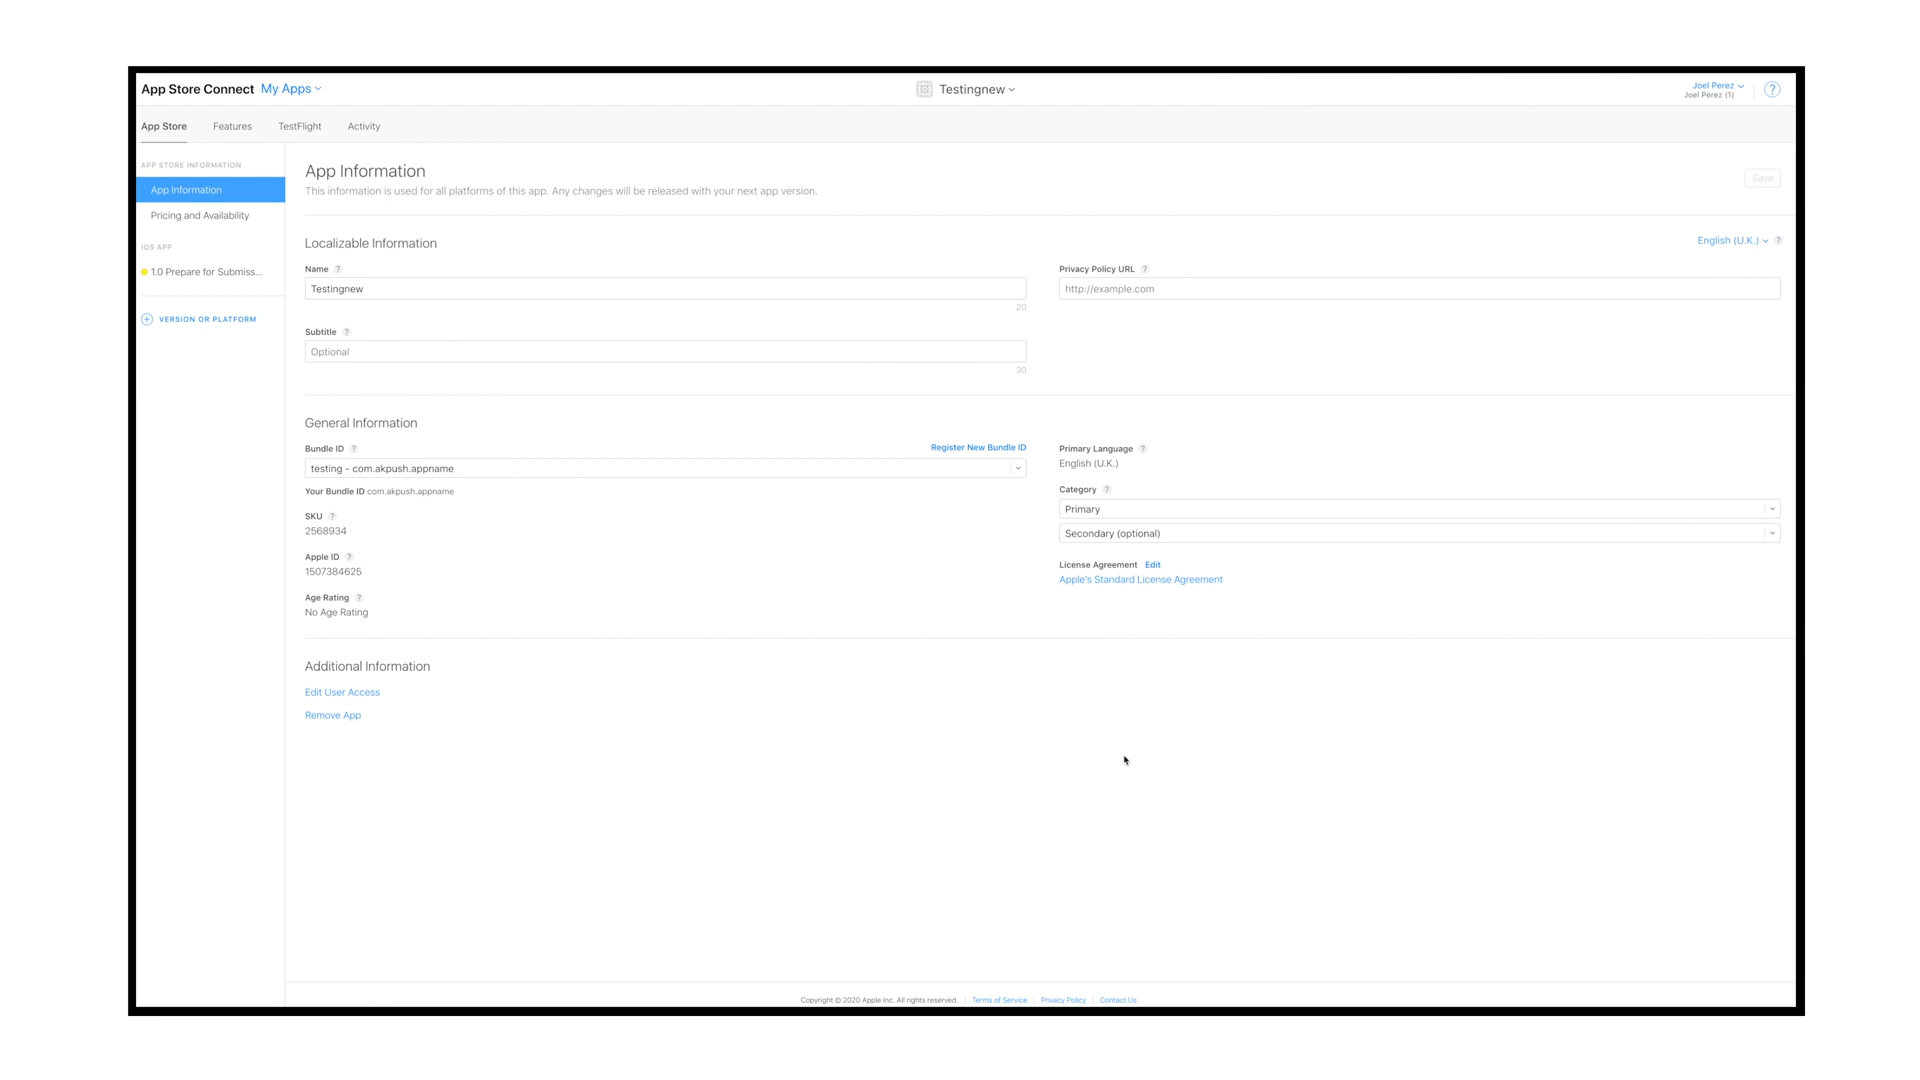 App Store Connect My Apps
Testingnew
Joel Perez
Joel Perez (1)
?
App Store Features TestFlight Activity
APP STORE INFORMATION
App Information
Pricing and Availability
IOS APP
1.0 Prepare for Submiss...
VERSION OR PLATFORM
App Information
This information is used for all platforms of this app. Any changes will be released with your next app version.
Save
Localizable Information
English (U.K.) ?
Name ?
Testingnew
20
Privacy Policy URL ?
http://example.com
Subtitle ?
Optional
30
General Information
Bundle ID ?
Register New Bundle ID
testing - com.akpush.appname
Your Bundle ID com.akpush.appname
SKU ?
2568934
Apple ID ?
1507384625
Age Rating ?
No Age Rating
Primary Language ?
English (U.K.)
Category ?
Primary
Secondary (optional)
License Agreement Edit
Apple's Standard License Agreement
Additional Information
Edit User Access
Remove App
Copyright © 2020 Apple Inc. All rights reserved. Terms of Service Privacy Policy Contact Us